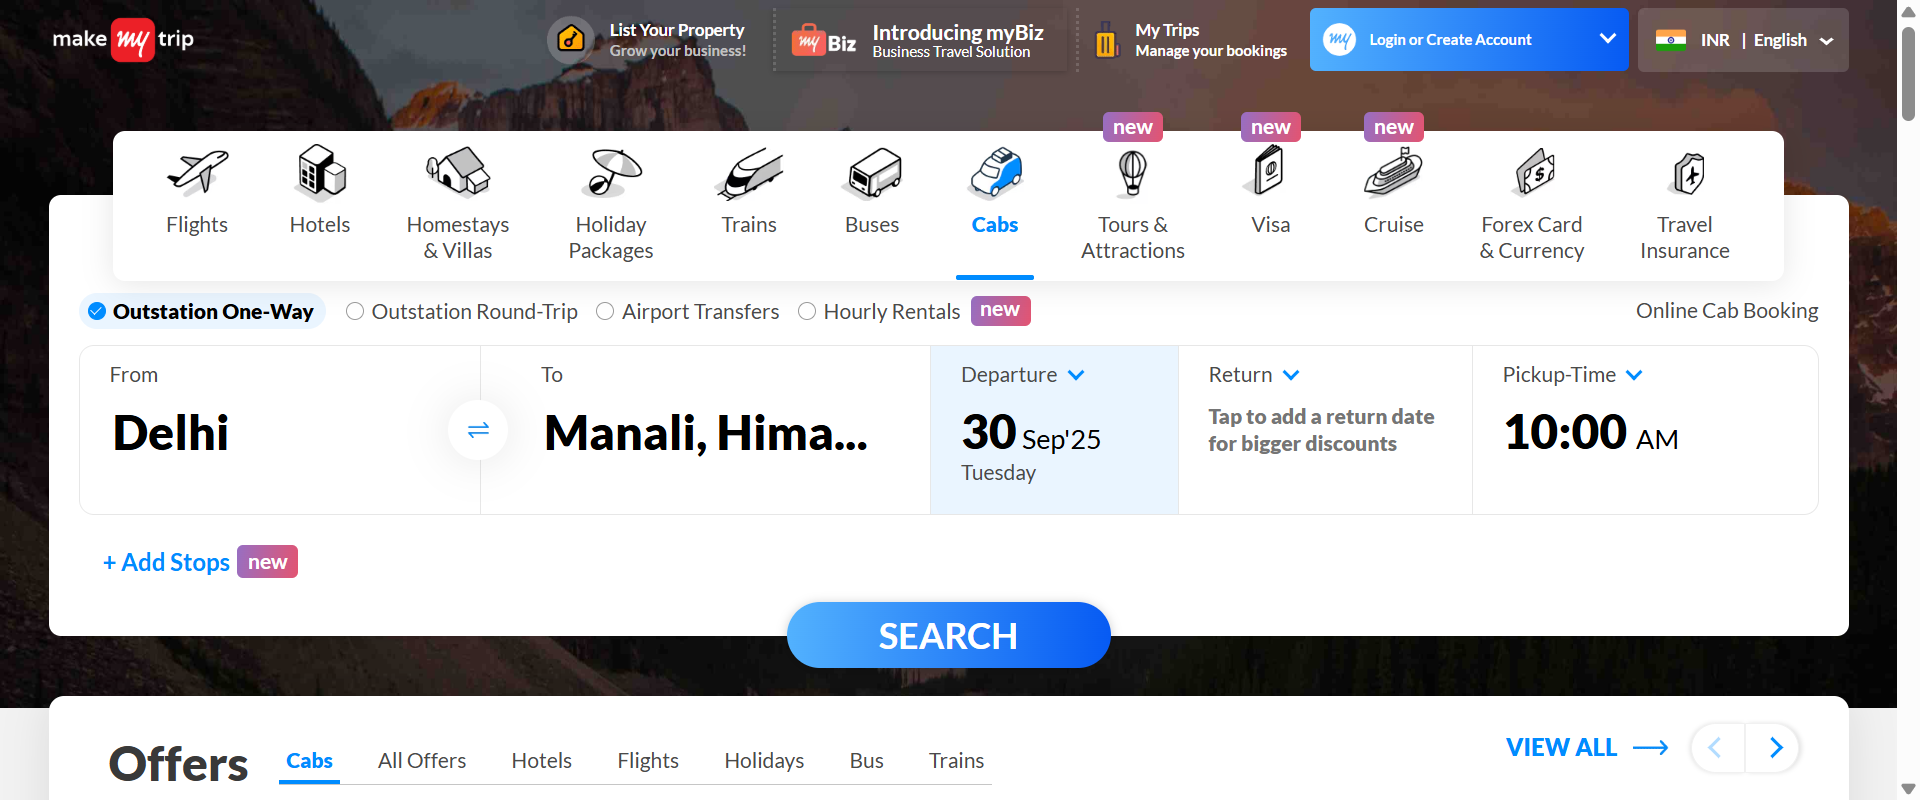 make my trip
List Your Property
Grow your business!
my Biz
Introducing myBiz
Business Travel Solution
My Trips
Manage your bookings
my Login or Create Account
INR | English
new new new
Flights
Hotels
Homestays
& Villas
Holiday
Packages
Trains
Buses
Cabs
Tours &
Attractions
Visa
Cruise
Forex Card
& Currency
Travel
Insurance
Outstation One-Way Outstation Round-Trip Airport Transfers Hourly Rentals new Online Cab Booking
From
Delhi
To
Manali, Hima...
Departure
30 Sep'25
Tuesday
Return
Tap to add a return date
for bigger discounts
Pickup-Time
10:00 AM
+ Add Stops new
SEARCH
Offers Cabs All Offers Hotels Flights Holidays Bus Trains VIEW ALL